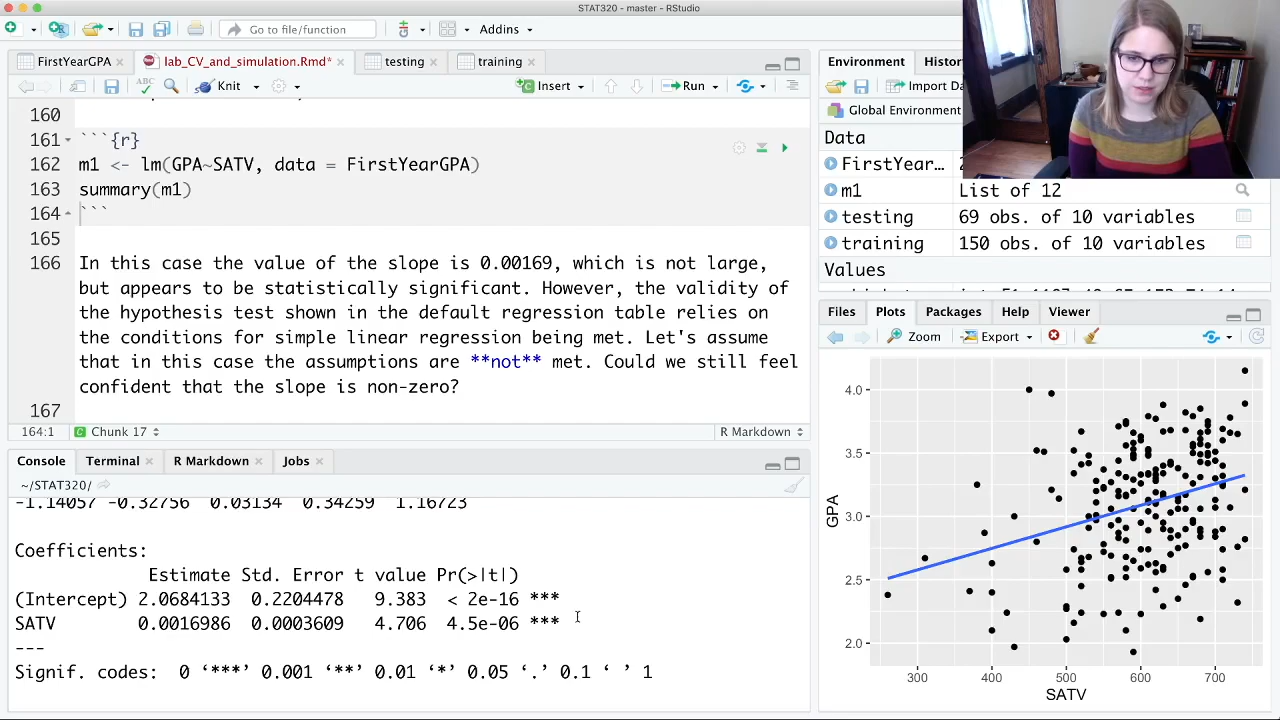 STAT320 - master - RStudio
Go to file/function
Addins
FirstYearGPA
lab_CV_and_simulation.Rmd*
testing
training
Knit
Insert
Run
160
161 ```{r}
162 m1 <- lm(GPA~SATV, data = FirstYearGPA)
163 summary(m1)
164 ```
165
166 In this case the value of the slope is 0.00169, which is not large,
but appears to be statistically significant. However, the validity of
the hypothesis test shown in the default regression table relies on
the conditions for simple linear regression being met. Let's assume
that in this case the assumptions are **not** met. Could we still feel
confident that the slope is non-zero?
167
164:1 Chunk 17 R Markdown
Console Terminal R Markdown Jobs
~/STAT320/
-1.14057 -0.32756 0.03134 0.34259 1.16723
Coefficients:
Estimate Std. Error t value Pr(>|t|)
(Intercept) 2.0684133 0.2204478 9.383 < 2e-16 ***
SATV 0.0016986 0.0003609 4.706 4.5e-06 ***
---
Signif. codes: 0 ‘***’ 0.001 ‘**’ 0.01 ‘*’ 0.05 ‘.’ 0.1 ‘ ’ 1
Environment
Import
Global Environment
Data
FirstYear…
m1 List of 12
testing 69 obs. of 10 variables
training 150 obs. of 10 variables
Values
Files Plots Packages Help Viewer
Zoom Export
4.0
3.5
3.0
2.5
2.0
GPA
300 400 500 600 700
SATV